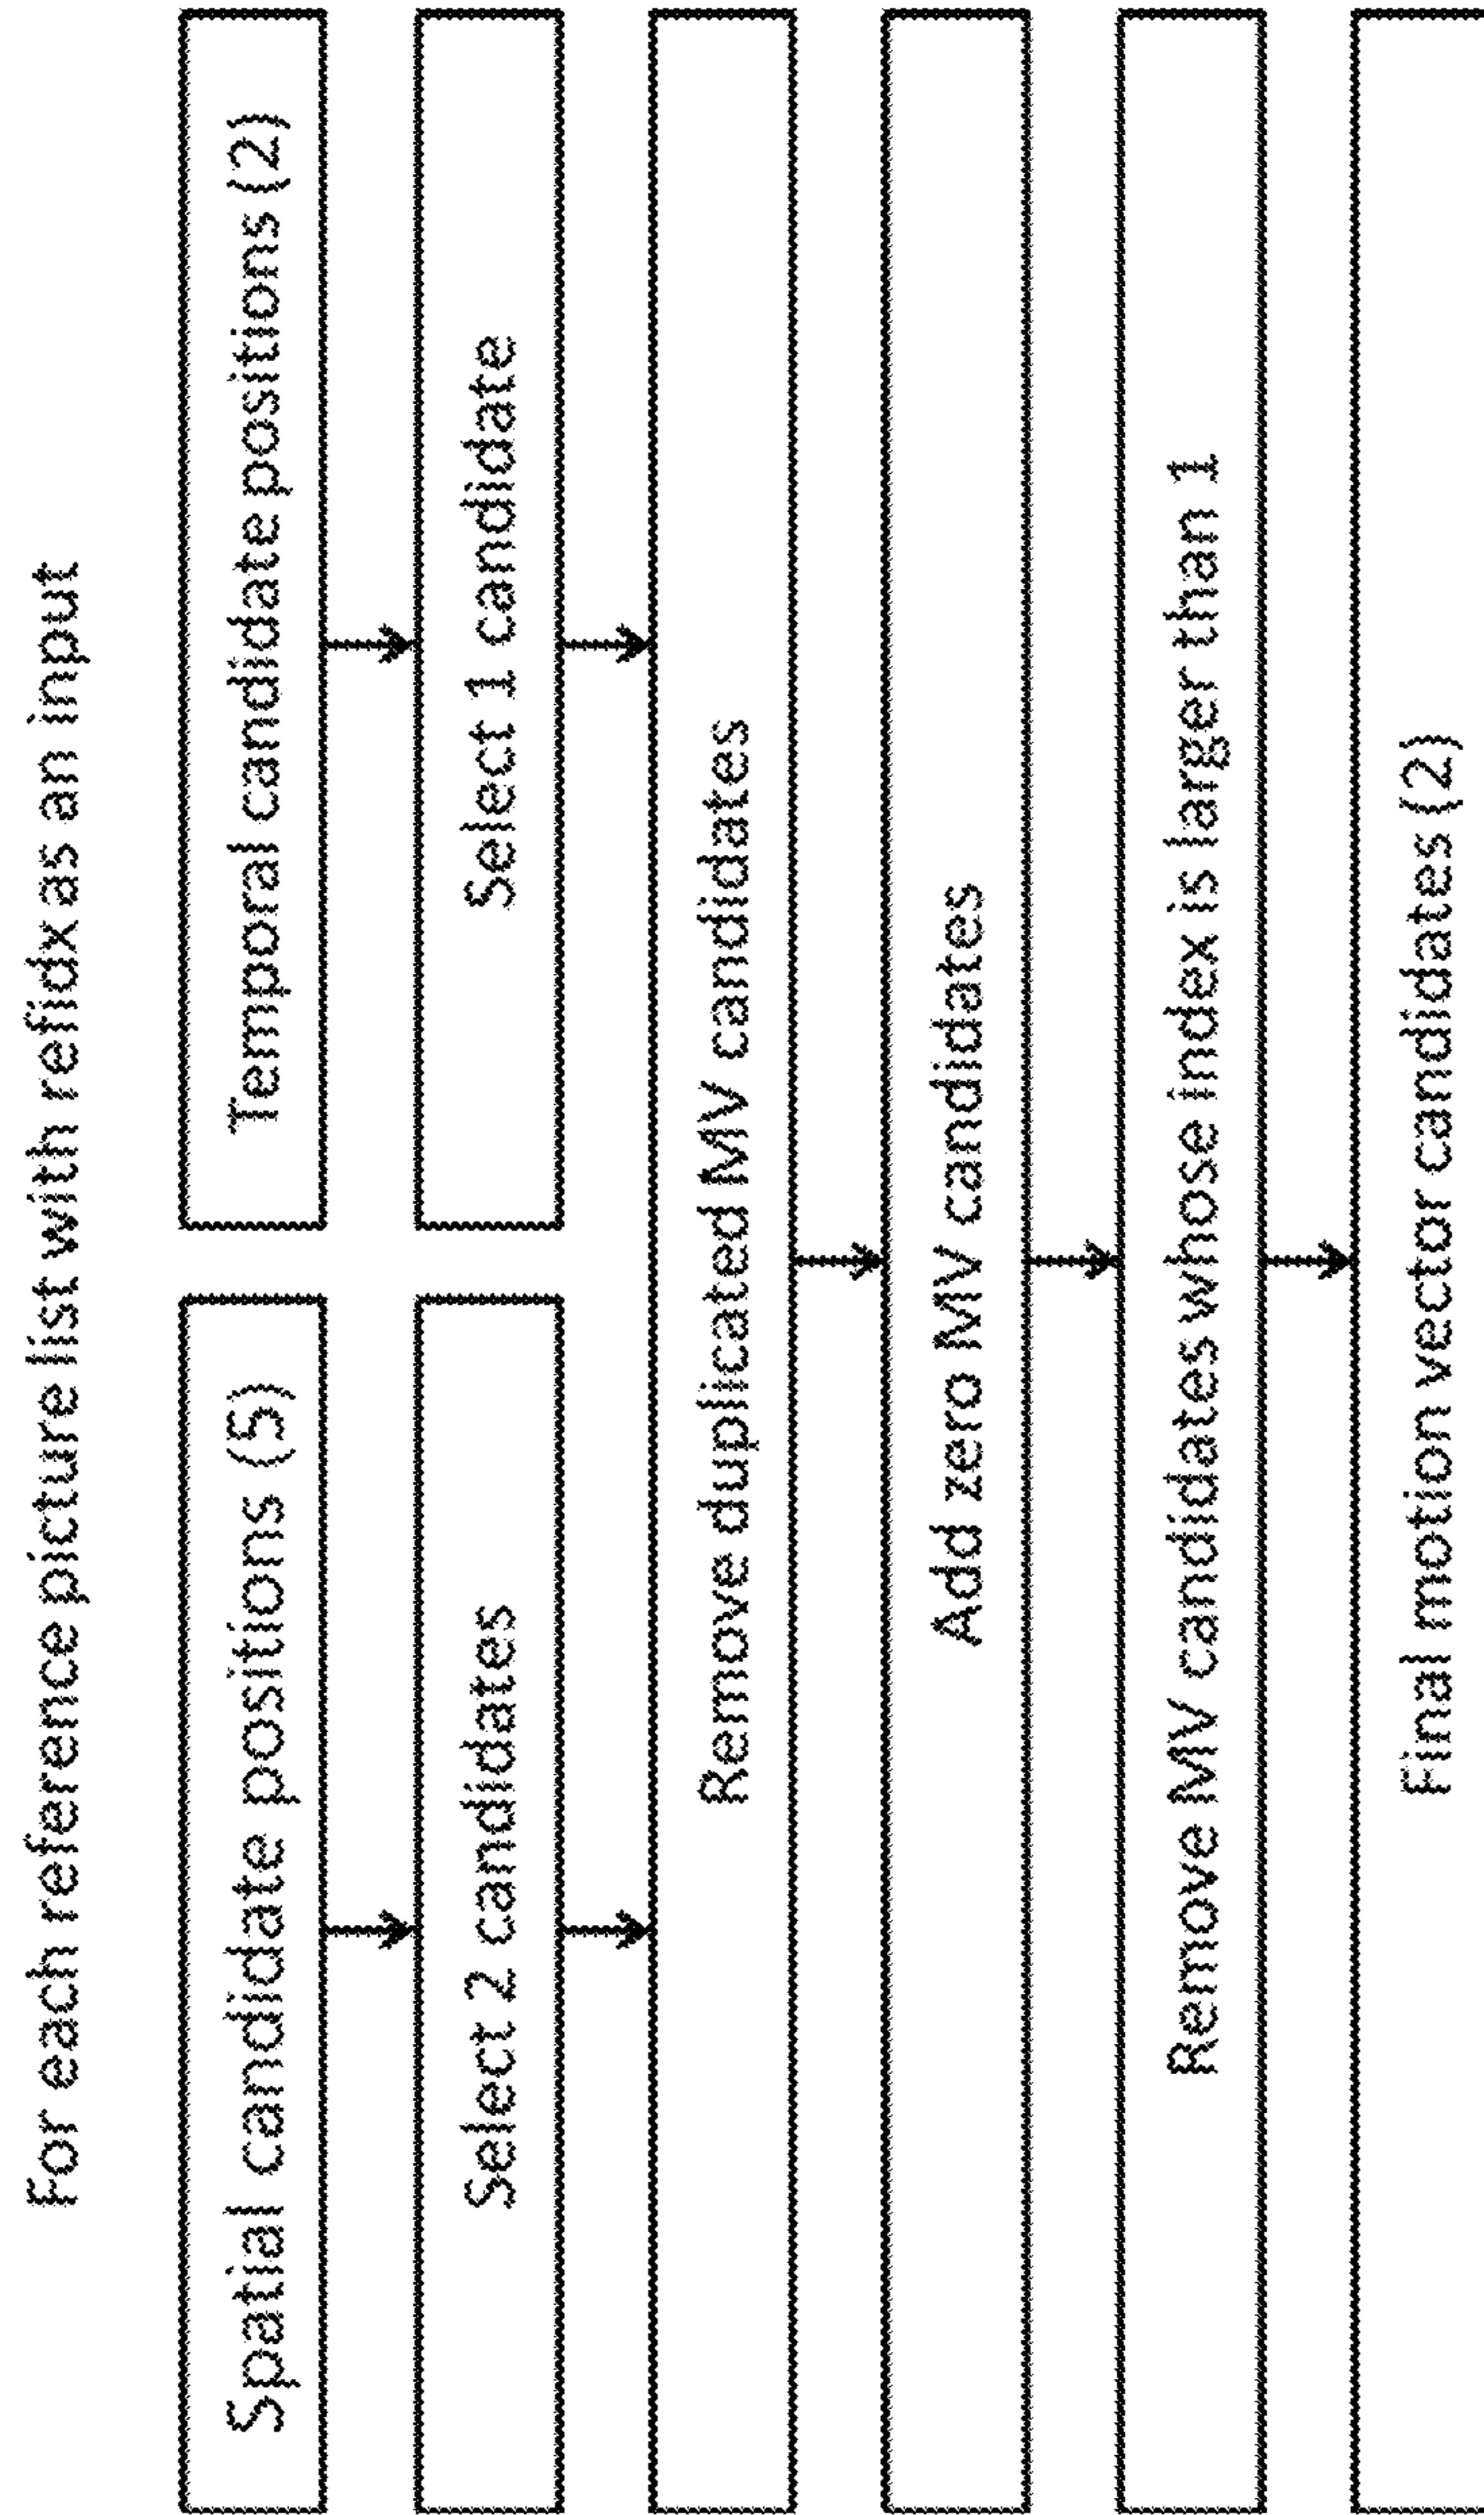 For each reference picture list with refidx as an input
Spatial candidate positions (5)
Temporal candidate positions (2)
Select 2 candidates
Select 1 candidate
Remove duplicated MV candidates
Add zero MV candidates
Remove MV candidates whose index is larger than 1
Final motion vector candidates (2)